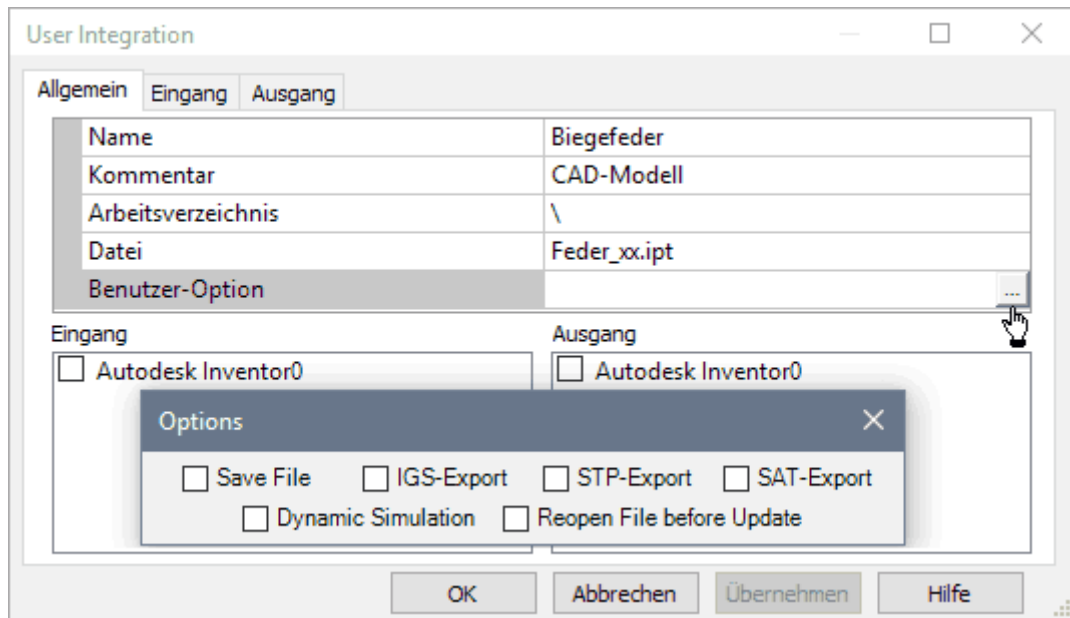 User Integration
Allgemein Eingang Ausgang
Name Biegefeder
Kommentar CAD-Modell
Arbeitsverzeichnis \
Datei Feder_xx.ipt
Benutzer-Option ...
Eingang Ausgang
Autodesk Inventor0 Autodesk Inventor0
Options
Save File IGS-Export STP-Export SAT-Export
Dynamic Simulation Reopen File before Update
OK Abbrechen Übernehmen Hilfe